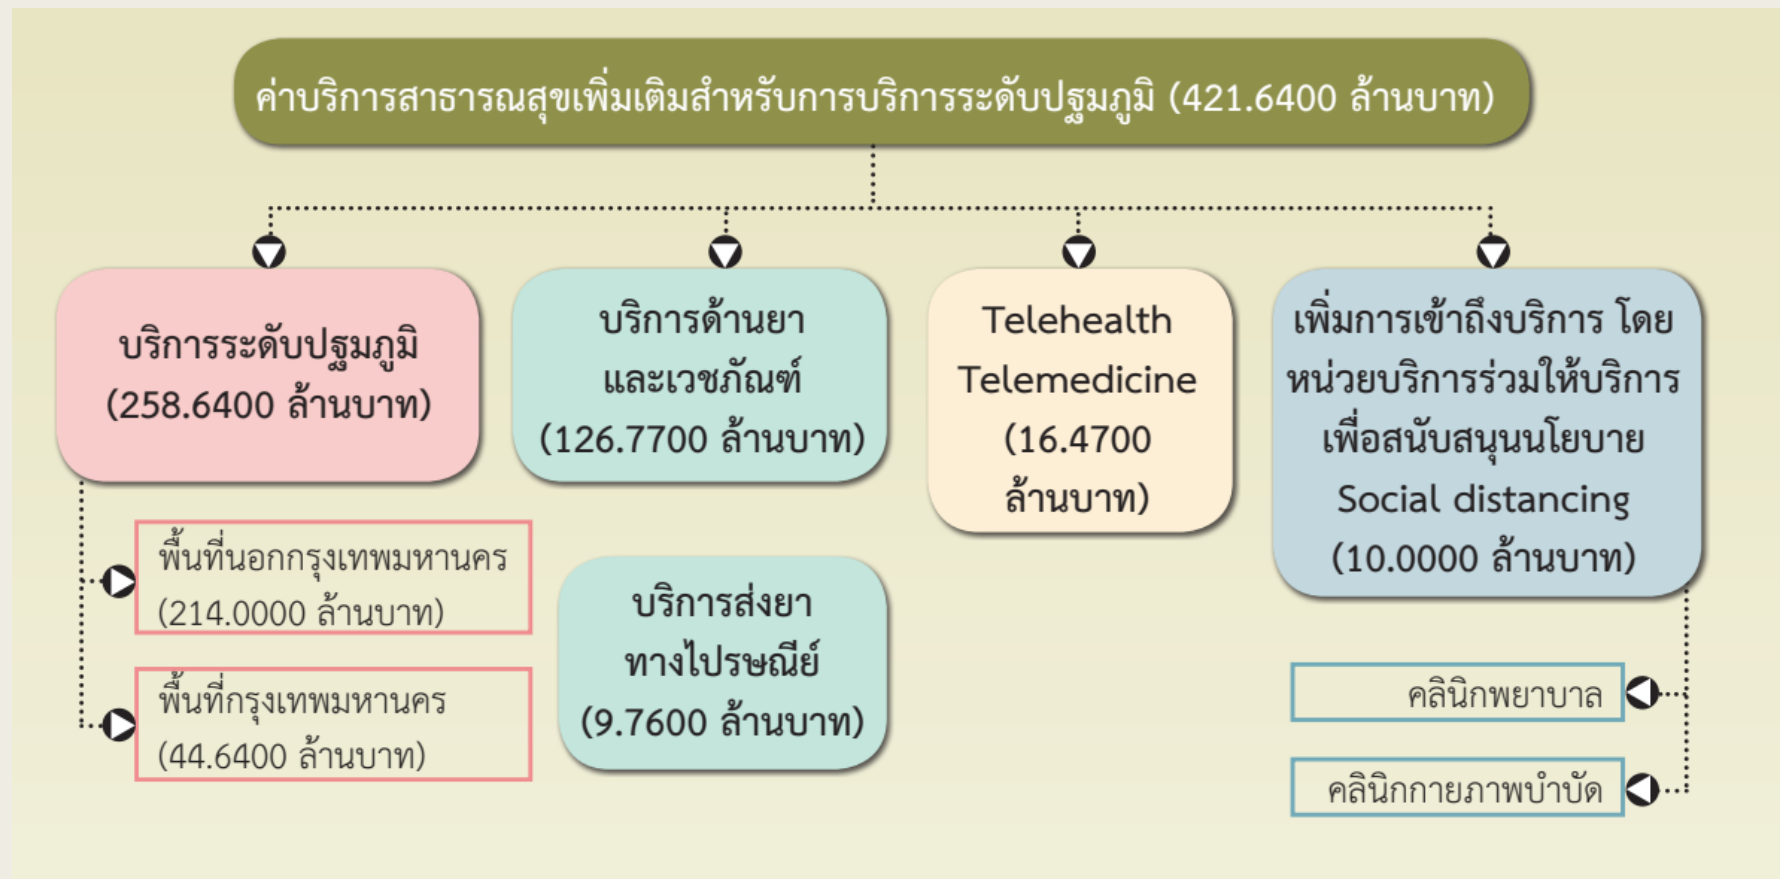 ค่าบริการสาธารณสุขเพิ่มเติมสำหรับการบริการระดับปฐมภูมิ (421.6400 ล้านบาท)
บริการระดับปฐมภูมิ
(258.6400 ล้านบาท)
พื้นที่นอกกรุงเทพมหานคร
(214.0000 ล้านบาท)
พื้นที่กรุงเทพมหานคร
(44.6400 ล้านบาท)
บริการด้านยา
และเวชภัณฑ์
(126.7700 ล้านบาท)
บริการส่งยา
ทางไปรษณีย์
(9.7600 ล้านบาท)
Telehealth
Telemedicine
(16.4700
ล้านบาท)
เพิ่มการเข้าถึงบริการ โดย
หน่วยบริการร่วมให้บริการ
เพื่อสนับสนุนนโยบาย
Social distancing
(10.0000 ล้านบาท)
คลินิกพยาบาล
คลินิกกายภาพบำบัด